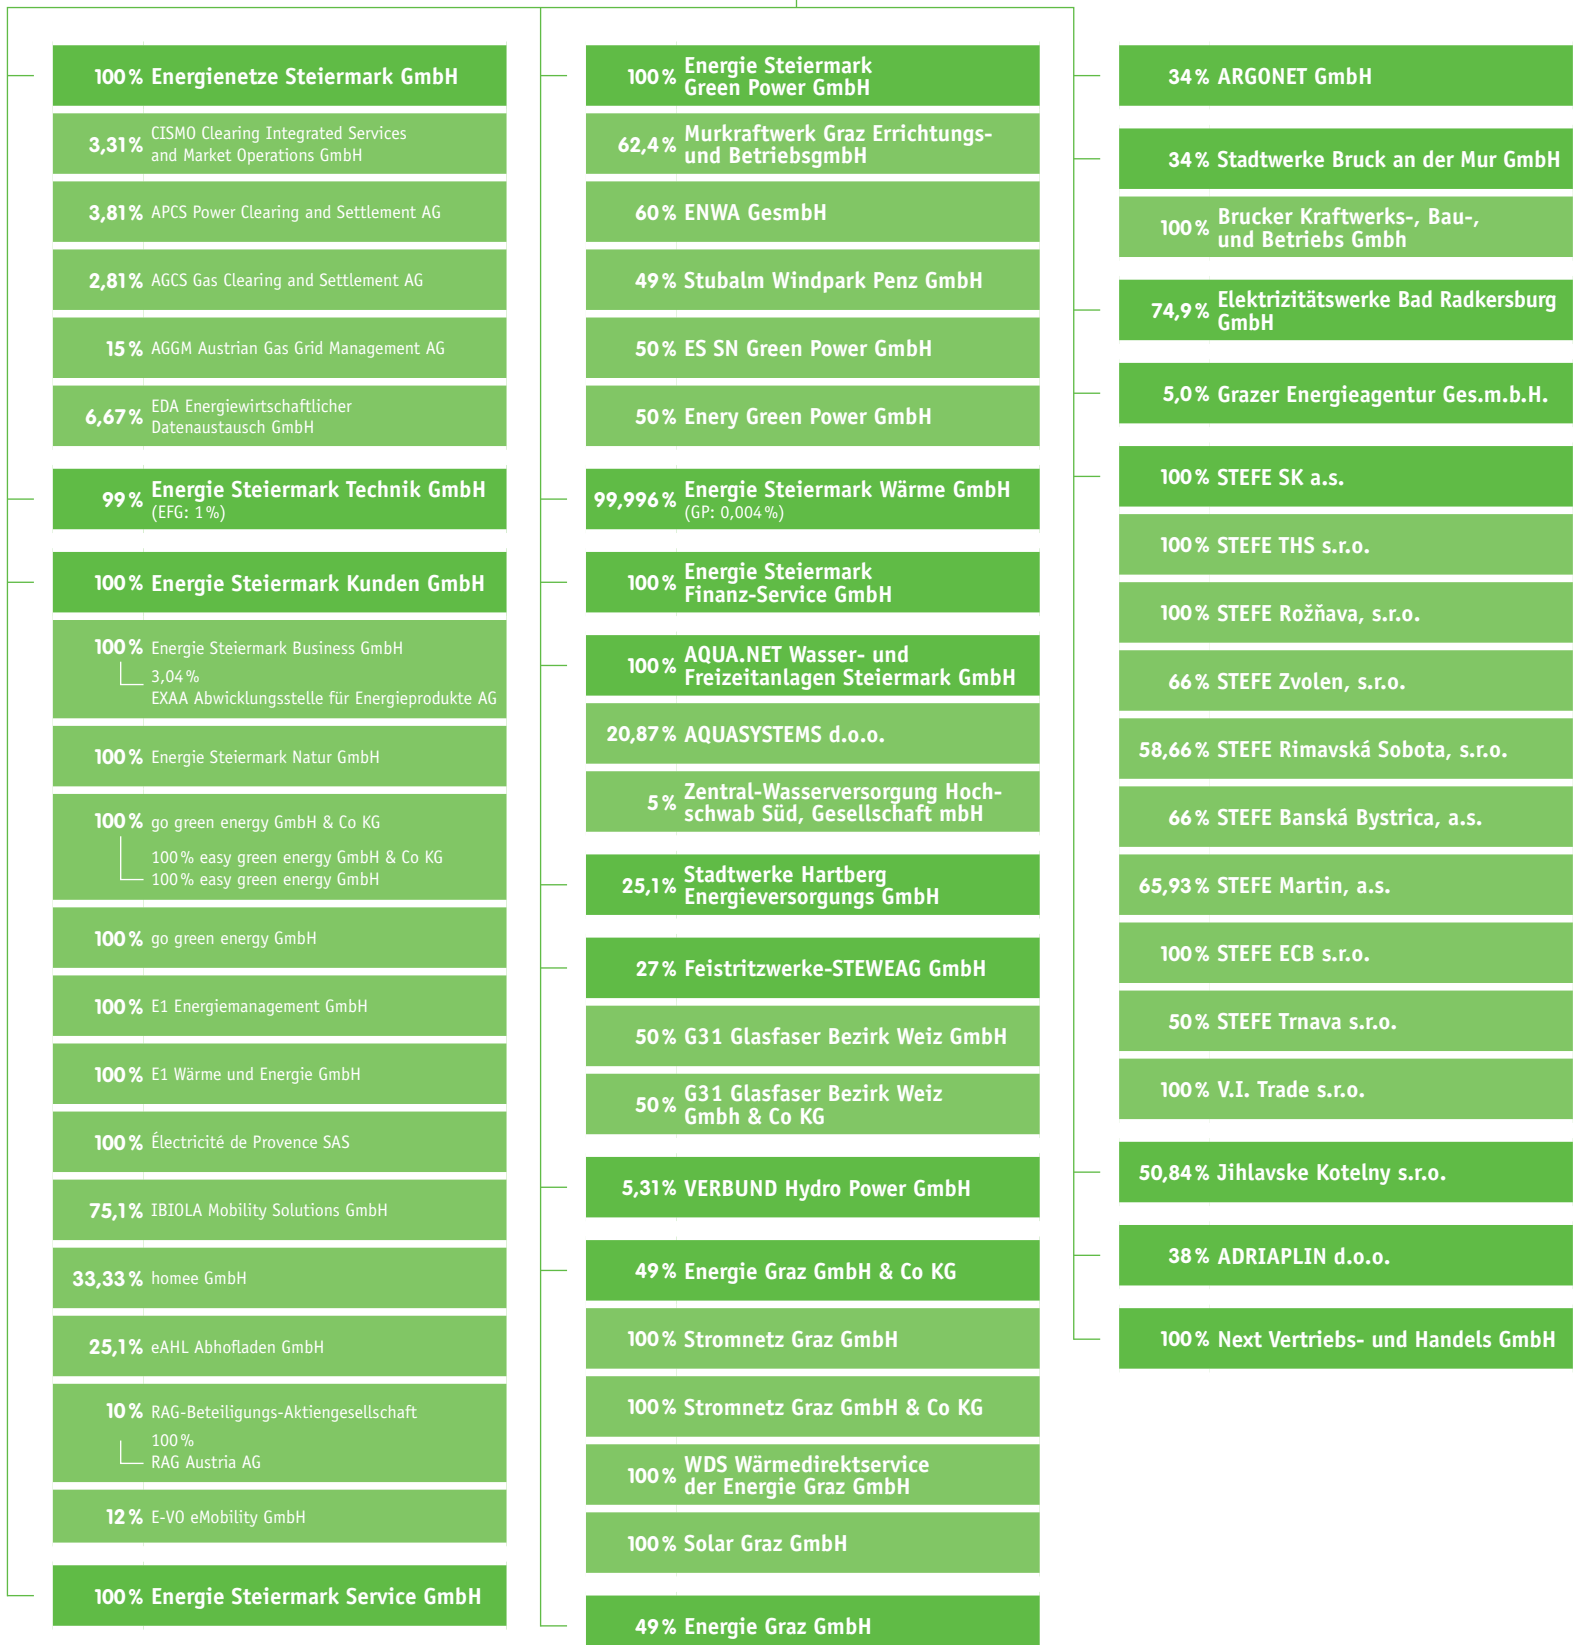 100% Energienetze Steiermark GmbH
3,31% CISMO Clearing Integrated Services
and Market Operations GmbH
3,81% APCS Power Clearing and Settlement AG
2,81% AGCS Gas Clearing and Settlement AG
15% AGGM Austrian Gas Grid Management AG
6,67% EDA Energiewirtschaftlicher
Datenaustausch GmbH
99% Energie Steiermark Technik GmbH
(EFG: 1%)
100% Energie Steiermark Kunden GmbH
100% Energie Steiermark Business GmbH
3,04%
EXAA Abwicklungsstelle für Energieprodukte AG
100% Energie Steiermark Natur GmbH
100% go green energy GmbH & Co KG
100% easy green energy GmbH & Co KG
100% easy green energy GmbH
100% go green energy GmbH
100% E1 Energiemanagement GmbH
100% E1 Wärme und Energie GmbH
100% Électricité de Provence SAS
75,1% IBIOLA Mobility Solutions GmbH
33,33% homee GmbH
25,1% eAHL Abhofladen GmbH
10% RAG-Beteiligungs-Aktiengesellschaft
100%
RAG Austria AG
12% E-VO eMobility GmbH
100% Energie Steiermark Service GmbH
100% Energie Steiermark
Green Power GmbH
62,4% Murkraftwerk Graz Errichtungs-
und BetriebsgmbH
60% ENWA GesmbH
49% Stubalm Windpark Penz GmbH
50% ES SN Green Power GmbH
50% Enery Green Power GmbH
99,996% Energie Steiermark Wärme GmbH
(GP: 0,004%)
100% Energie Steiermark
Finanz-Service GmbH
100% AQUA.NET Wasser- und
Freizeitanlagen Steiermark GmbH
20,87% AQUASYSTEMS d.o.o.
5% Zentral-Wasserversorgung Hoch-
schwab Süd, Gesellschaft mbH
25,1% Stadtwerke Hartberg
Energieversorgungs GmbH
27% Feistritzwerke-STEWEAG GmbH
50% G31 Glasfaser Bezirk Weiz GmbH
50% G31 Glasfaser Bezirk Weiz
Gmbh & Co KG
5,31% VERBUND Hydro Power GmbH
49% Energie Graz GmbH & Co KG
100% Stromnetz Graz GmbH
100% Stromnetz Graz GmbH & Co KG
100% WDS Wärmedirektservice
der Energie Graz GmbH
100% Solar Graz GmbH
49% Energie Graz GmbH
34% ARGONET GmbH
34% Stadtwerke Bruck an der Mur GmbH
100% Brucker Kraftwerks-, Bau-,
und Betriebs Gmbh
74,9% Elektrizitätswerke Bad Radkersburg
GmbH
5,0% Grazer Energieagentur Ges.m.b.H.
100% STEFE SK a.s.
100% STEFE THS s.r.o.
100% STEFE Rožňava, s.r.o.
66% STEFE Zvolen, s.r.o.
58,66% STEFE Rimavská Sobota, s.r.o.
66% STEFE Banská Bystrica, a.s.
65,93% STEFE Martin, a.s.
100% STEFE ECB s.r.o.
50% STEFE Trnava s.r.o.
100% V.I. Trade s.r.o.
50,84% Jihlavske Kotelny s.r.o.
38% ADRIAPLIN d.o.o.
100% Next Vertriebs- und Handels GmbH